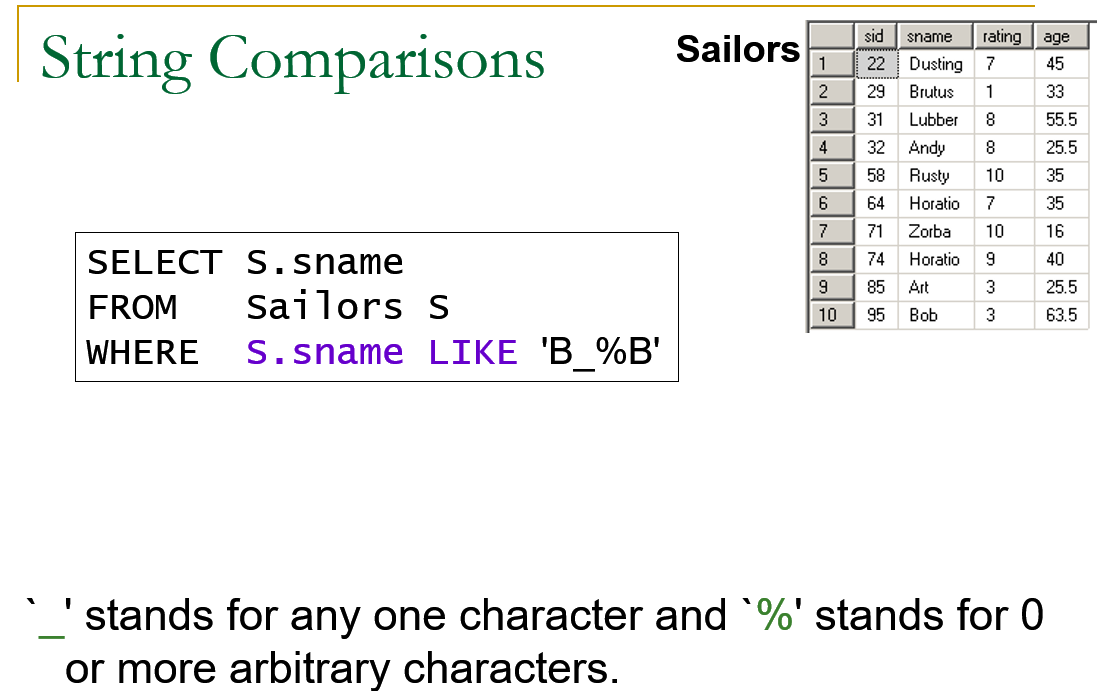 String Comparisons
Sailors
sid sname rating age
1 22 Dusting 7 45
2 29 Brutus 1 33
3 31 Lubber 8 55.5
4 32 Andy 8 25.5
5 58 Rusty 10 35
6 64 Horatio 7 35
7 71 Zorba 10 16
8 74 Horatio 9 40
9 85 Art 3 25.5
10 95 Bob 3 63.5
SELECT S.sname
FROM Sailors S
WHERE S.sname LIKE 'B_%B'
`_' stands for any one character and `%' stands for 0
or more arbitrary characters.